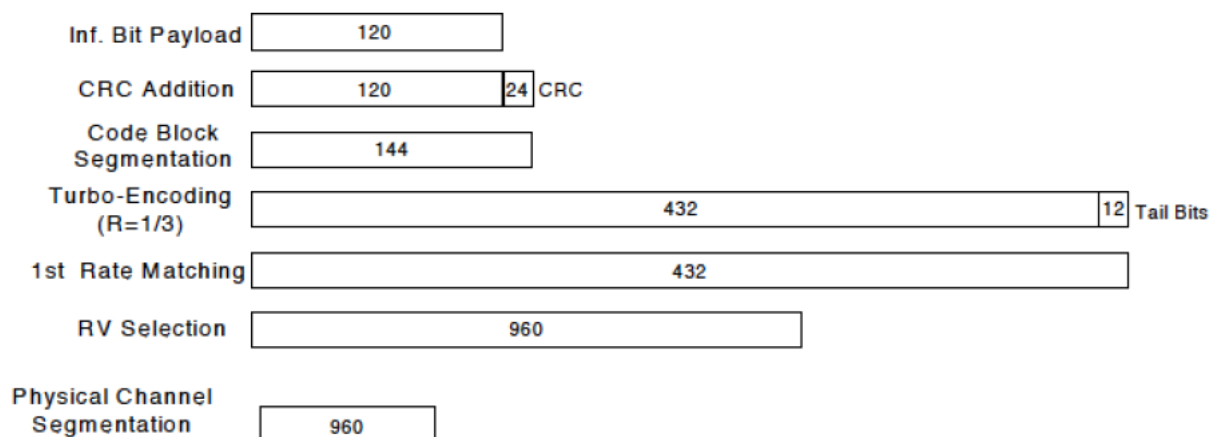 Inf. Bit Payload 120
CRC Addition 120 24 CRC
Code Block
Segmentation 144
Turbo-Encoding
(R=1/3) 432 12 Tail Bits
1st Rate Matching 432
RV Selection 960
Physical Channel
Segmentation 960